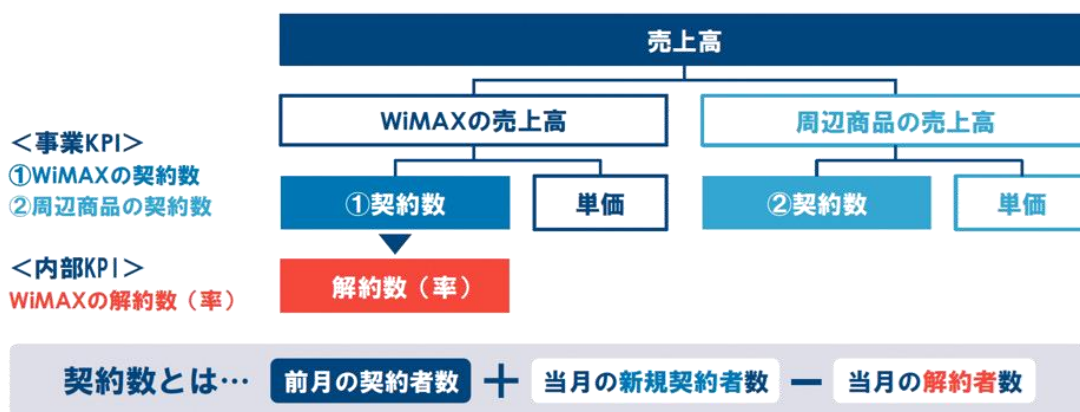 売上高
WiMAXの売上高
周辺商品の売上高
<事業KPI>
①WiMAXの契約数
②周辺商品の契約数
①契約数
単価
②契約数
単価
<内部KPI>
WiMAXの解約数（率）
解約数（率）
契約数とは… 前月の契約者数 + 当月の新規契約者数 − 当月の解約者数